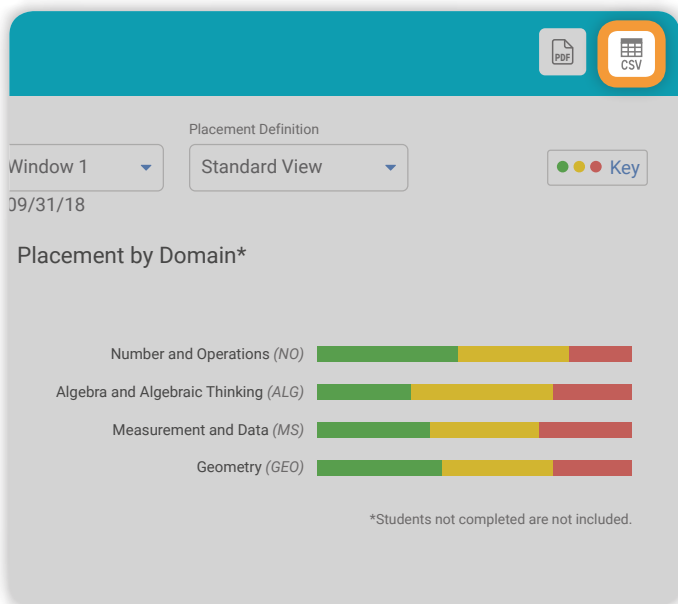 PDF
CSV
Placement Definition
Window 1
Standard View
Key
09/31/18
Placement by Domain*
Number and Operations (NO)
Algebra and Algebraic Thinking (ALG)
Measurement and Data (MS)
Geometry (GEO)
*Students not completed are not included.